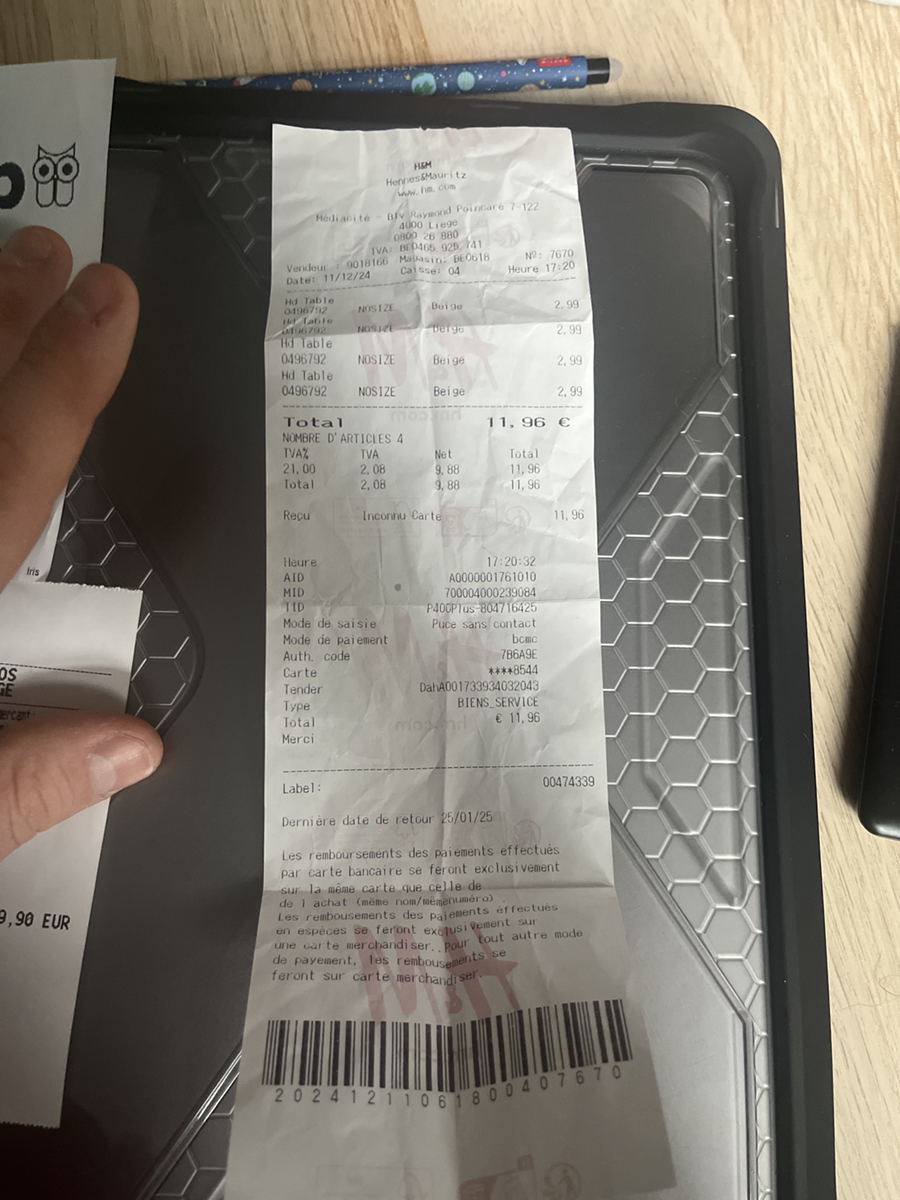 H&M
Hennes&Mauritz
www.hm.com
Médiacité - Blv Raymond Poincaré 7-122
4000 Liege
0800 26 880
TVA: BE0465.929.741
Vendeur : 9018166 Magasin: BE0618 Nº: 7670
Date: 11/12/24 Caisse: 04 Heure 17:20
Hd Table
0496792 NOSIZE Beige 2,99
Hd Table
0496792 NOSIZE Beige 2,99
Hd Table
0496792 NOSIZE Beige 2,99
Hd Table
0496792 NOSIZE Beige 2,99
Total 11,96 €
NOMBRE D'ARTICLES 4
TVA% TVA Net Total
21,00 2,08 9,88 11,96
Total 2,08 9,88 11,96
Reçu Inconnu Carte 11,96
Heure 17:20:32
AID A0000001761010
MID 700004000239084
TID P400Plus-804716425
Mode de saisie Puce sans contact
Mode de paiement bcmc
Auth. code 7B6A9E
Carte ****8544
Tender DahA001733934032043
Type BIENS_SERVICE
Total € 11,96
Merci
Label: 00474339
Dernière date de retour 25/01/25
Les remboursements des paiements effectués
par carte bancaire se feront exclusivement
sur la même carte que celle de
de l achat (même nom/mêmenuméro) .
Les rembousements des paiements effectués
en espèces se feront exclusivement sur
une carte merchandiser..Pour tout autre mode
de payement, les rembousements se
feront sur carte merchandiser.
20241211061800407670
Iris
OS
GE
9,90 EUR